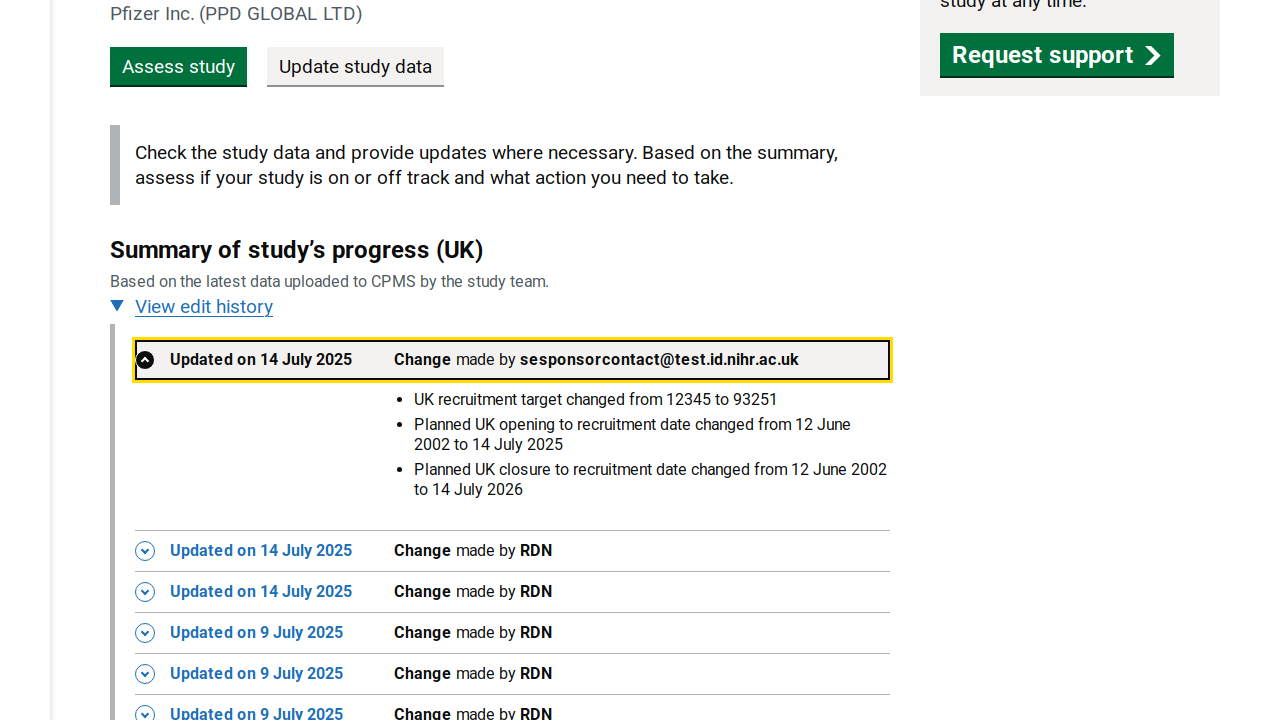 Pfizer Inc. (PPD GLOBAL LTD)
study at any time.
Request support
Assess study
Update study data
Check the study data and provide updates where necessary. Based on the summary,
assess if your study is on or off track and what action you need to take.
Summary of study’s progress (UK)
Based on the latest data uploaded to CPMS by the study team.
View edit history
Updated on 14 July 2025 Change made by sesponsorcontact@test.id.nihr.ac.uk
• UK recruitment target changed from 12345 to 93251
• Planned UK opening to recruitment date changed from 12 June
2002 to 14 July 2025
• Planned UK closure to recruitment date changed from 12 June 2002
to 14 July 2026
Updated on 14 July 2025 Change made by RDN
Updated on 14 July 2025 Change made by RDN
Updated on 9 July 2025 Change made by RDN
Updated on 9 July 2025 Change made by RDN
Updated on 9 July 2025 Change made by RDN